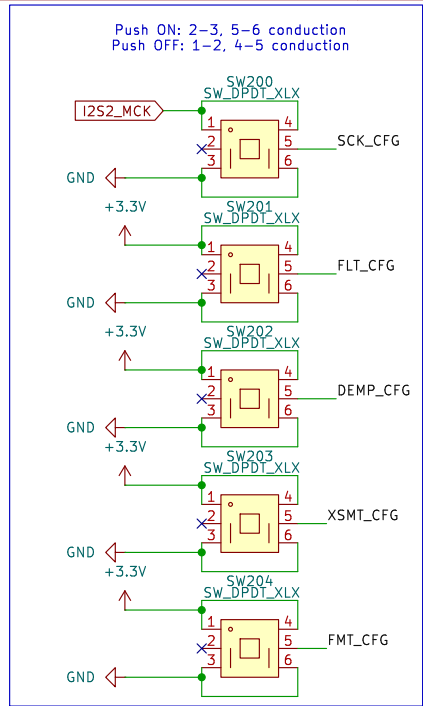 Push ON: 2-3, 5-6 conduction
Push OFF: 1-2, 4-5 conduction
SW200
SW_DPDT_XLX
I2S2_MCK
1 4
2 5 SCK_CFG
3 6
GND
+3.3V
SW201
SW_DPDT_XLX
1 4
2 5 FLT_CFG
3 6
GND
+3.3V
SW202
SW_DPDT_XLX
1 4
2 5 DEMP_CFG
3 6
GND
+3.3V
SW203
SW_DPDT_XLX
1 4
2 5 XSMT_CFG
3 6
GND
+3.3V
SW204
SW_DPDT_XLX
1 4
2 5 FMT_CFG
3 6
GND